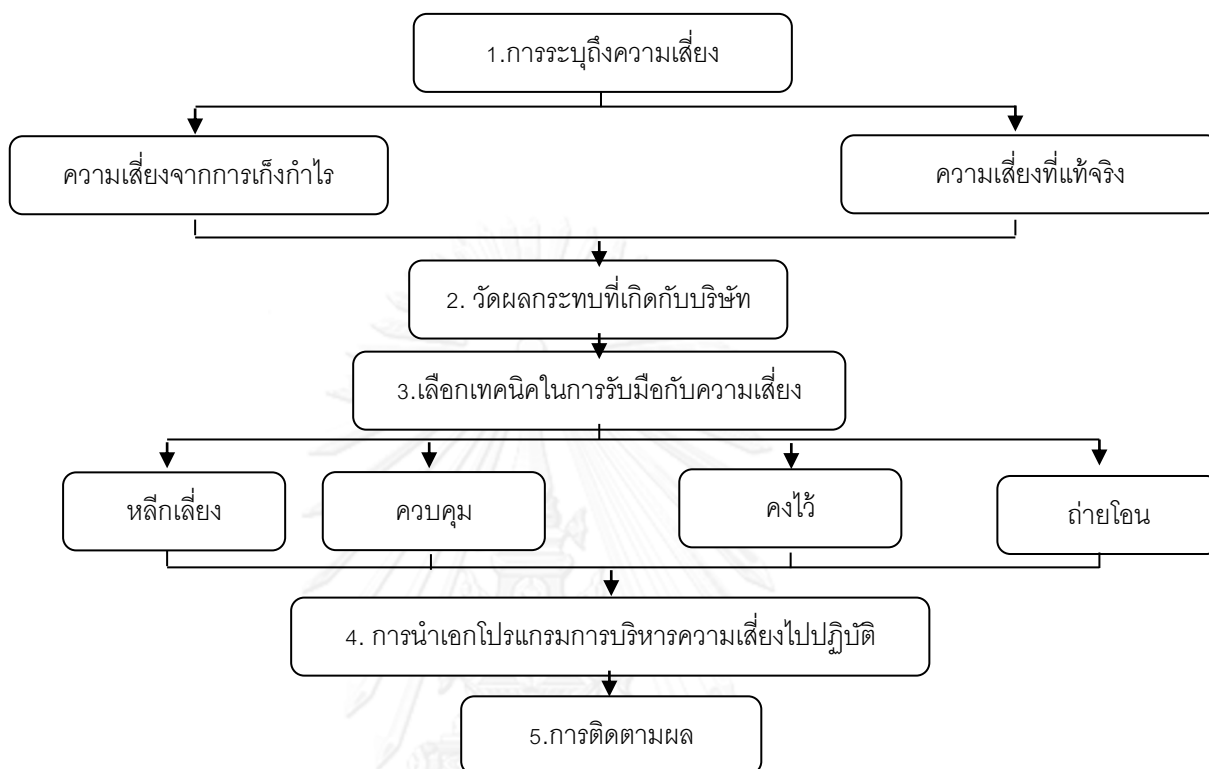 1.การระบุถึงความเสี่ยง
ความเสี่ยงจากการเก็งกำไร
ความเสี่ยงที่แท้จริง
2. วัดผลกระทบที่เกิดกับบริษัท
3.เลือกเทคนิคในการรับมือกับความเสี่ยง
หลีกเลี่ยง
ควบคุม
คงไว้
ถ่ายโอน
4. การนำเอกโปรแกรมการบริหารความเสี่ยงไปปฏิบัติ
5.การติดตามผล